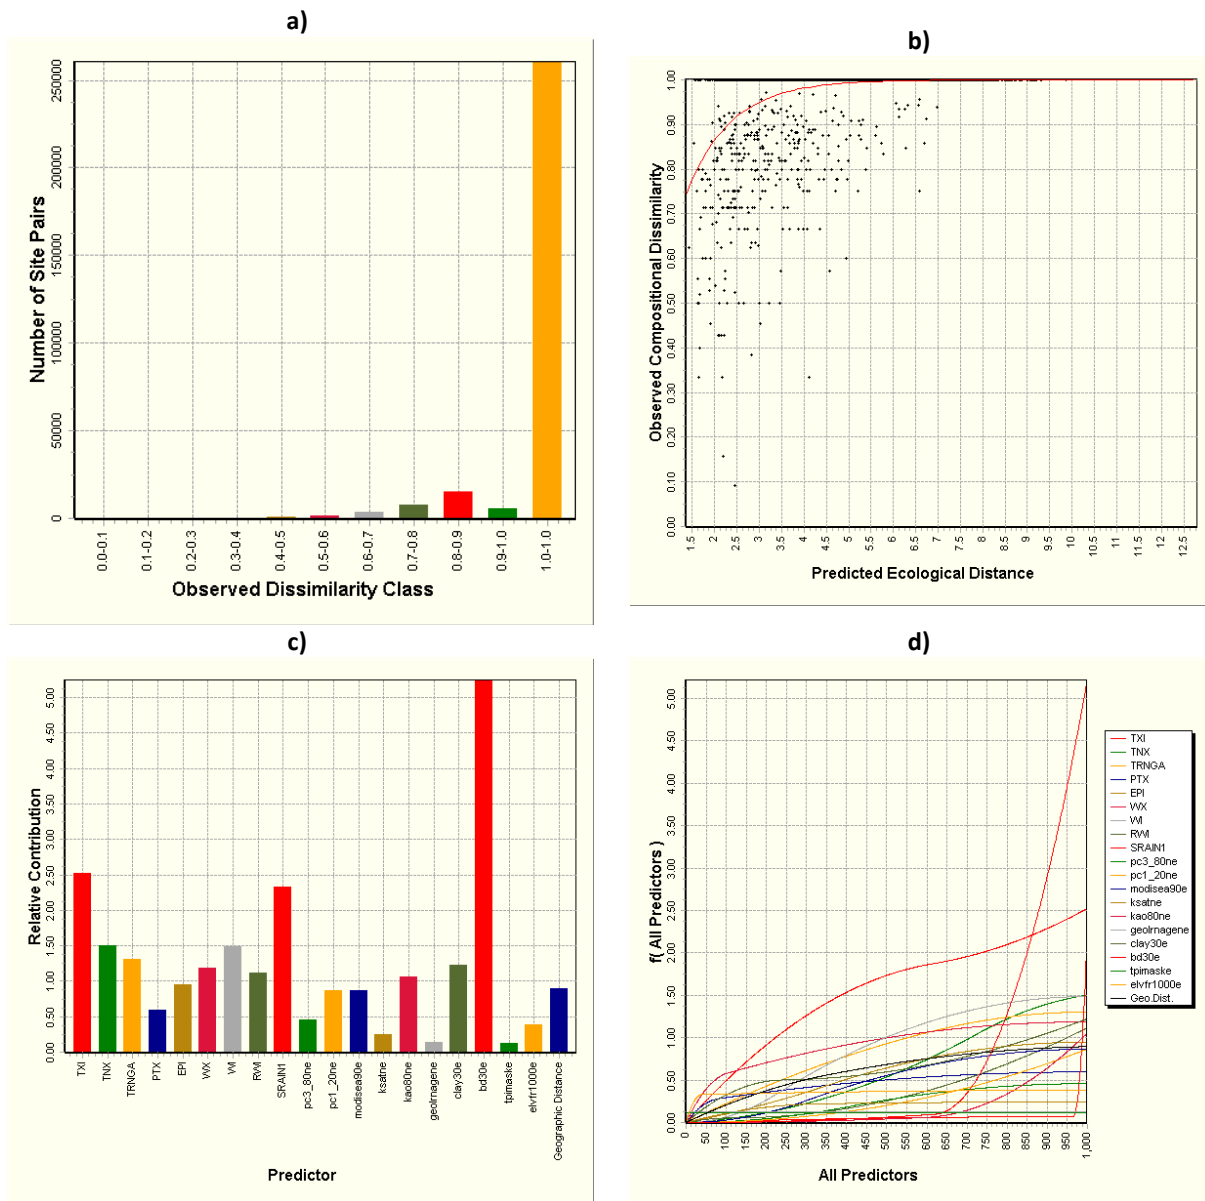 a)
Number of Site Pairs
250000
200000
150000
100000
50000
0
0.0-0.1
0.1-0.2
0.2-0.3
0.3-0.4
0.4-0.5
0.5-0.6
0.6-0.7
0.7-0.8
0.8-0.9
0.9-1.0
1.0-1.0
Observed Dissimilarity Class
b)
Observed Compositional Dissimilarity
1.00
0.90
0.80
0.70
0.60
0.50
0.40
0.30
0.20
0.10
0.00
1.5
2
2.5
3
3.5
4
4.5
5
5.5
6
6.5
7
7.5
8
8.5
9
9.5
10
10.5
11
11.5
12
12.5
Predicted Ecological Distance
c)
Relative Contribution
5.00
4.50
4.00
3.50
3.00
2.50
2.00
1.50
1.00
0.50
0.00
TXI
TNX
TRNGA
PTX
EPI
VVX
VVI
RVVI
SRAIN1
pc3_80ne
pc1_20ne
modisea90e
ksatne
kao80ne
geolrnagene
clay30e
bd30e
tpimaske
elvfr1000e
Geographic Distance
Predictor
d)
f( All Predictors )
5.00
4.50
4.00
3.50
3.00
2.50
2.00
1.50
1.00
0.50
0.00
0
50
100
150
200
250
300
350
400
450
500
550
600
650
700
750
800
850
900
950
1,000
All Predictors
TXI
TNX
TRNGA
PTX
EPI
VVX
VVI
RVVI
SRAIN1
pc3_80ne
pc1_20ne
modisea90e
ksatne
kao80ne
geolrnagene
clay30e
bd30e
tpimaske
elvfr1000e
Geo.Dist.